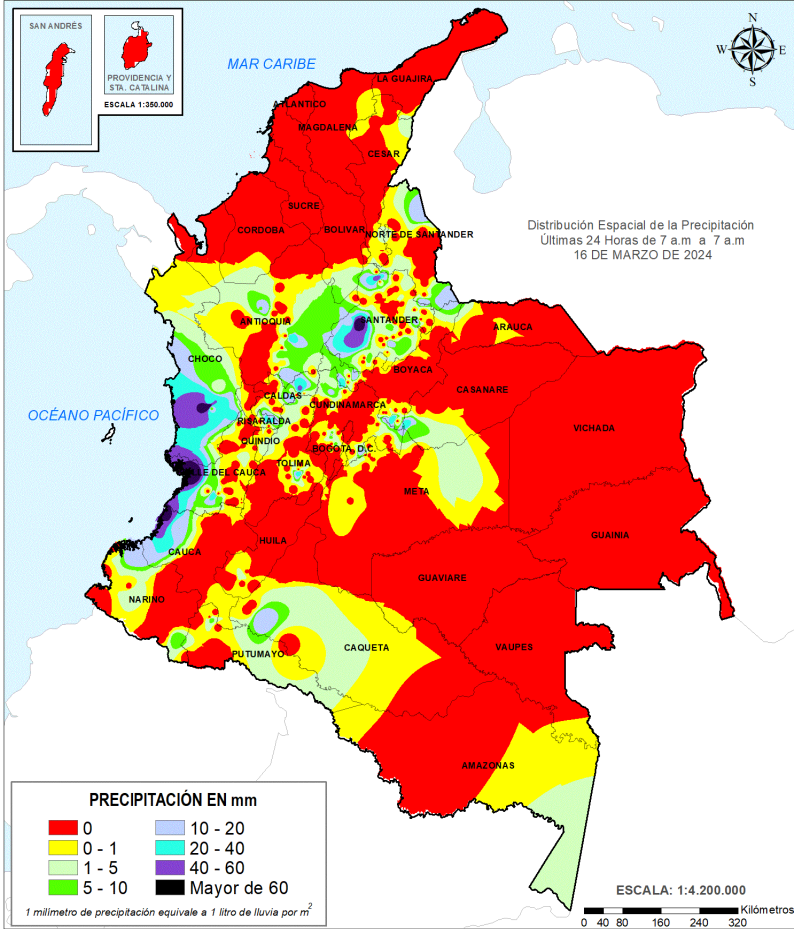 SAN ANDRÉS
PROVIDENCIA Y
STA. CATALINA
ESCALA 1:350.000
MAR CARIBE
N
W E
S
LA GUAJIRA
ATLANTICO
MAGDALENA
CESAR
SUCRE
CORDOBA
BOLIVAR
NORTE DE SANTANDER
Distribución Espacial de la Precipitación
Últimas 24 Horas de 7 a.m a 7 a.m
16 DE MARZO DE 2024
ANTIOQUIA
SANTANDER
ARAUCA
CHOCO
BOYACA
CASANARE
CALDAS
CUNDINAMARCA
OCÉANO PACÍFICO
RISARALDA
VICHADA
QUINDIO
BOGOTA, D.C.
TOLIMA
VALLE DEL CAUCA
META
GUAINIA
HUILA
CAUCA
GUAVIARE
NARIÑO
CAQUETA
VAUPES
PUTUMAYO
AMAZONAS
PRECIPITACIÓN EN mm
0
0 - 1
1 - 5
5 - 10
10 - 20
20 - 40
40 - 60
Mayor de 60
1 milimetro de precipitación equivale a 1 litro de lluvia por m²
ESCALA: 1:4.200.000
Kilómetros
0 40 80 160 240 320